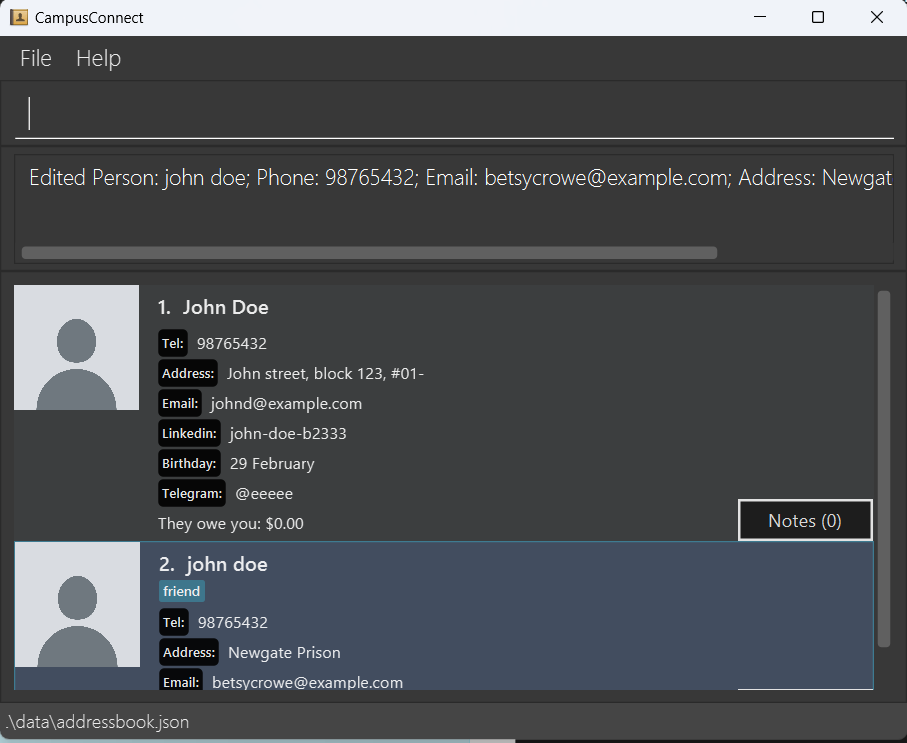 CampusConnect
File Help
Edited Person: john doe; Phone: 98765432; Email: betsycrowe@example.com; Address: Newgat
1. John Doe
Tel: 98765432
Address: John street, block 123, #01-
Email: johnd@example.com
Linkedin: john-doe-b2333
Birthday: 29 February
Telegram: @eeeee
They owe you: $0.00
Notes (0)
2. john doe
friend
Tel: 98765432
Address: Newgate Prison
Email: betsycrowe@example.com
.\data\addressbook.json